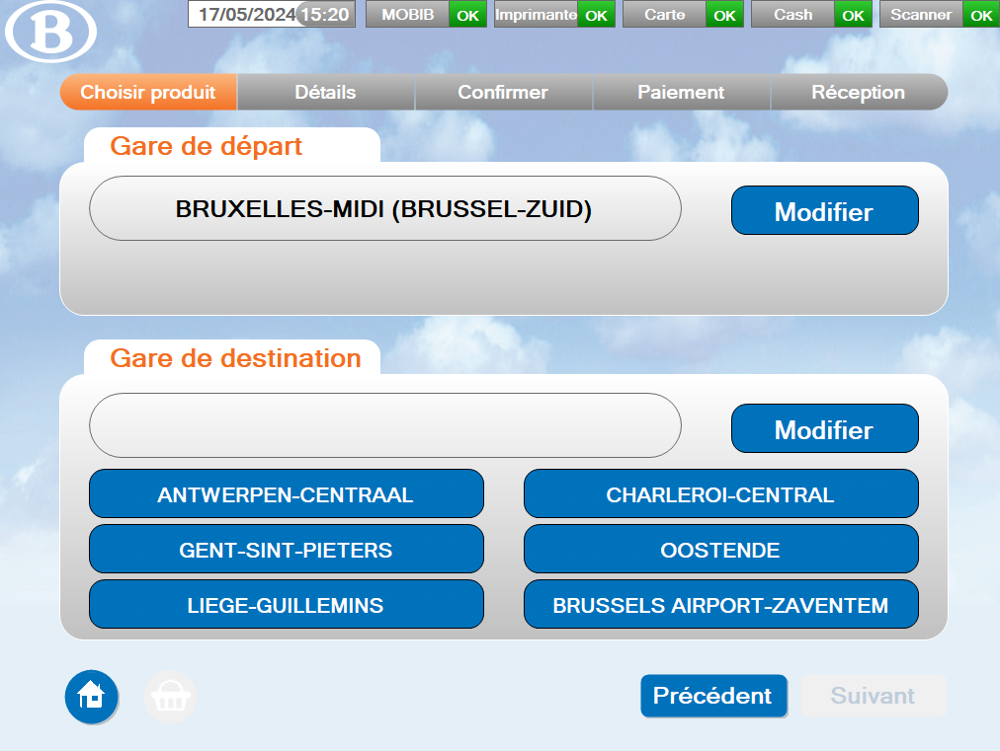 B
17/05/2024 15:20 MOBIB OK Imprimante OK Carte OK Cash OK Scanner OK
Choisir produit Détails Confirmer Paiement Réception
Gare de départ
BRUXELLES-MIDI (BRUSSEL-ZUID) Modifier
Gare de destination
Modifier
ANTWERPEN-CENTRAAL CHARLEROI-CENTRAL
GENT-SINT-PIETERS OOSTENDE
LIEGE-GUILLEMINS BRUSSELS AIRPORT-ZAVENTEM
Précédent Suivant